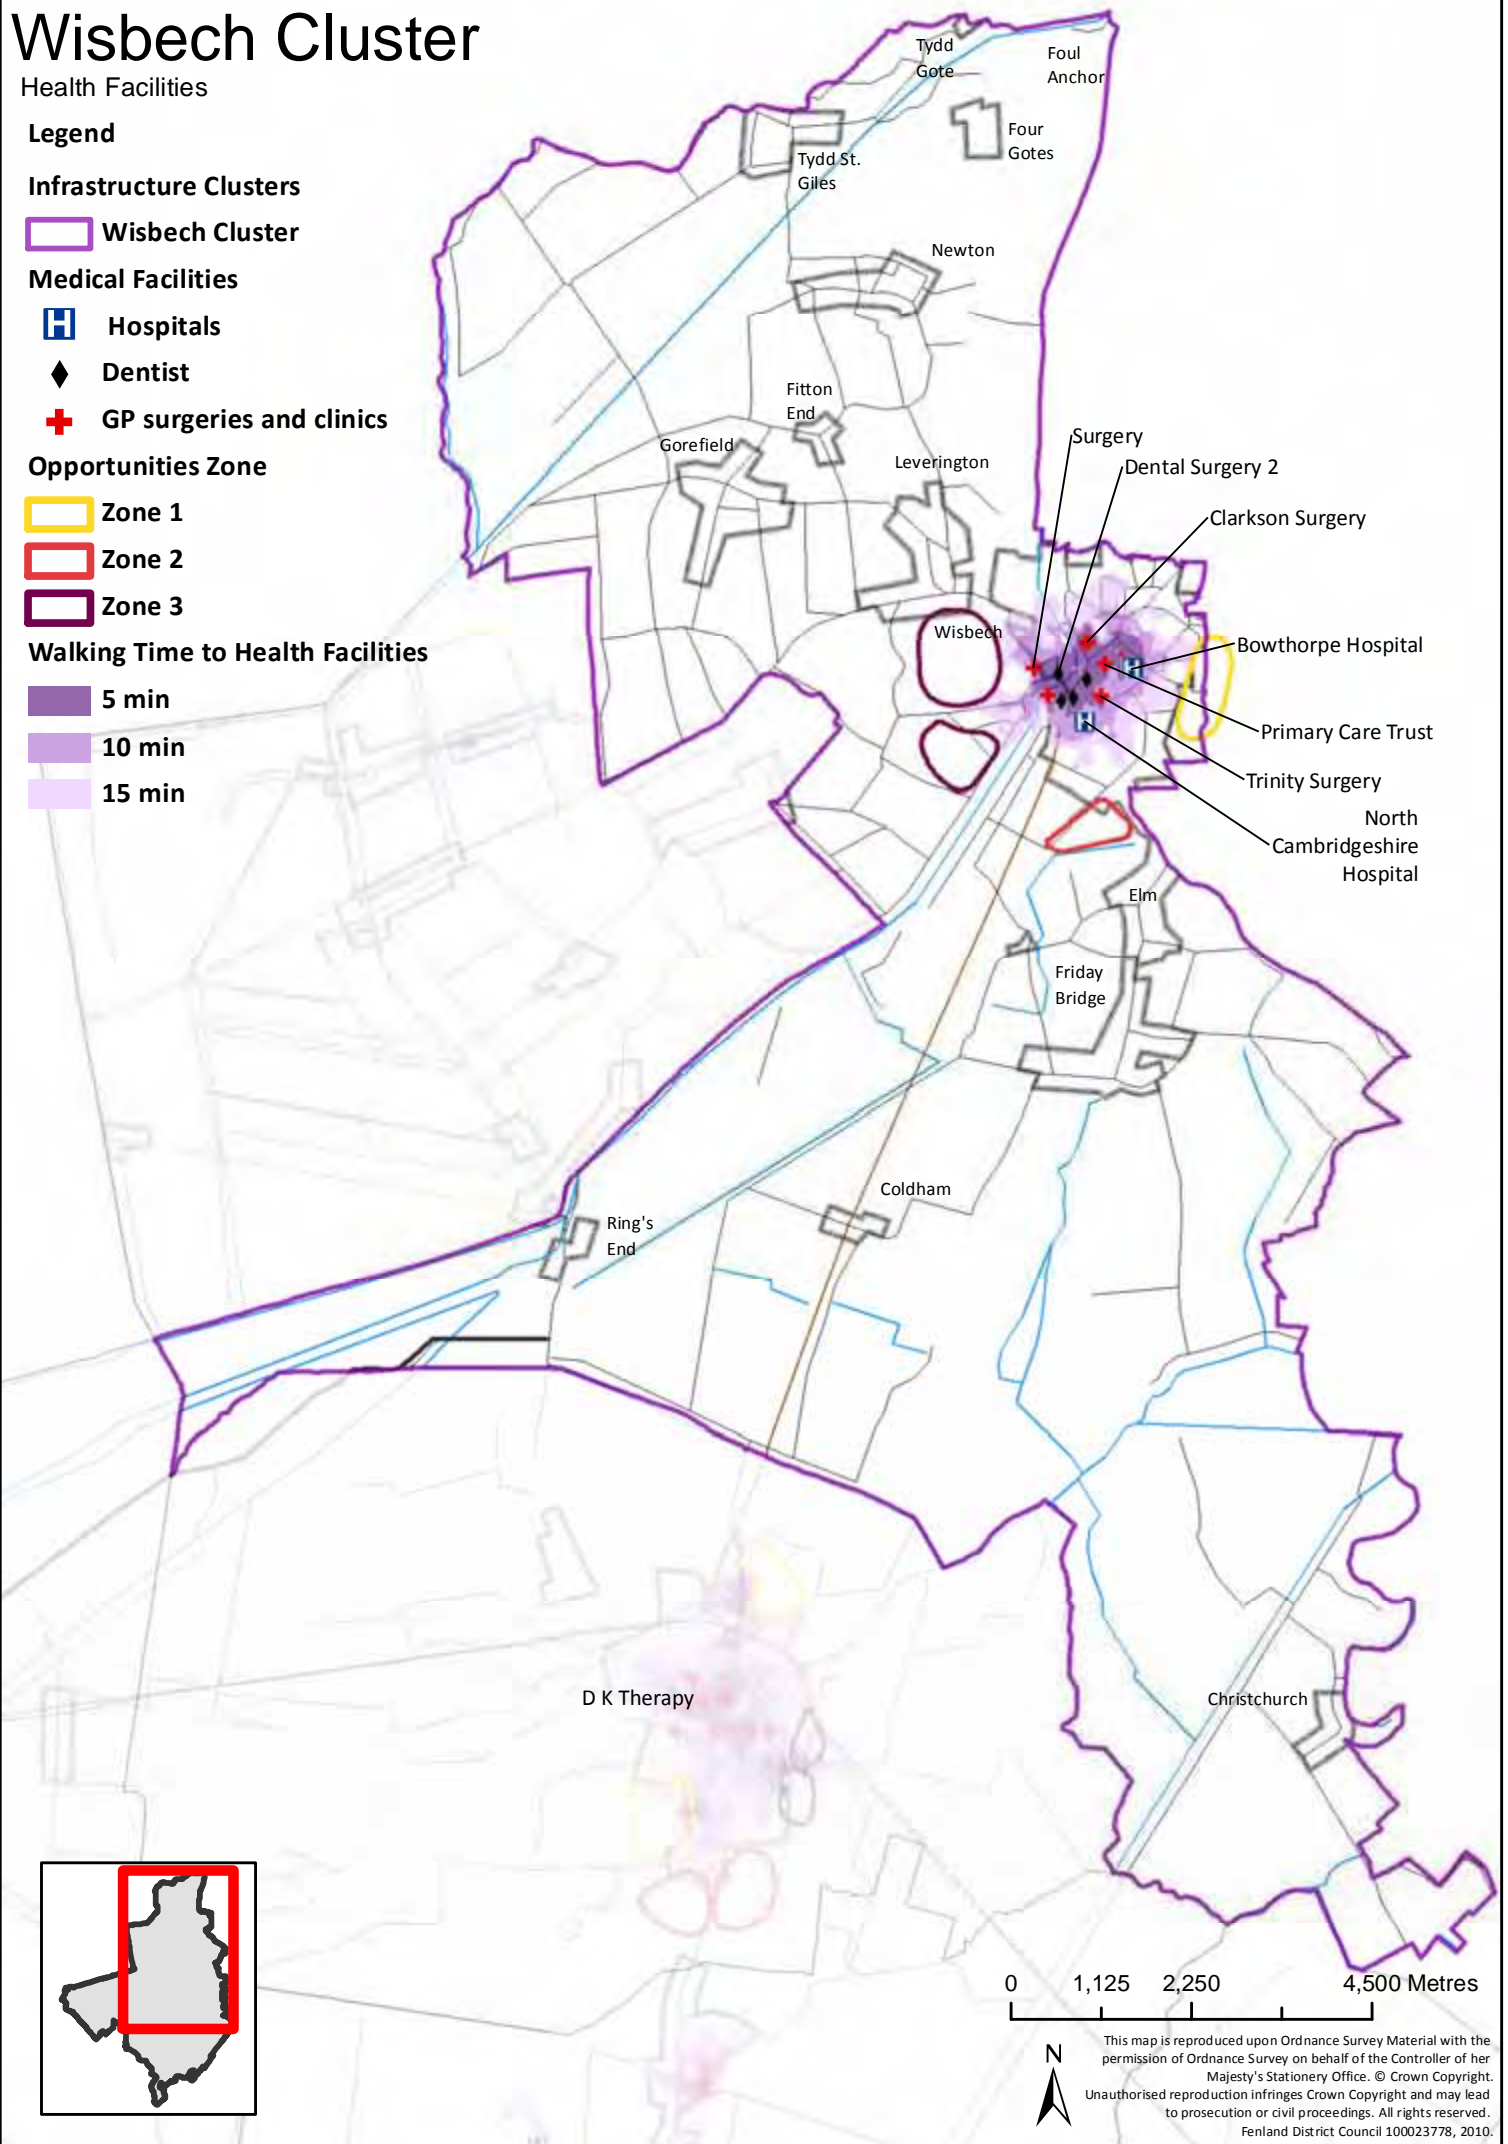 Wisbech Cluster
Health Facilities
Legend
Infrastructure Clusters
Wisbech Cluster
Medical Facilities
H Hospitals
Dentist
GP surgeries and clinics
Opportunities Zone
Zone 1
Zone 2
Zone 3
Walking Time to Health Facilities
5 min
10 min
15 min
Tydd
Gote
Foul
Anchor
Four
Gotes
Tydd St.
Giles
Newton
Fitton
End
Gorefield
Leverington
Surgery
Dental Surgery 2
Clarkson Surgery
Wisbech
Bowthorpe Hospital
H
H
Primary Care Trust
Trinity Surgery
North
Cambridgeshire
Hospital
Elm
Friday
Bridge
Coldham
Ring's
End
D K Therapy
Christchurch
0 1,125 2,250 4,500 Metres
N
This map is reproduced upon Ordnance Survey Material with the
permission of Ordnance Survey on behalf of the Controller of her
Majesty's Stationery Office. © Crown Copyright.
Unauthorised reproduction infringes Crown Copyright and may lead
to prosecution or civil proceedings. All rights reserved.
Fenland District Council 100023778, 2010.